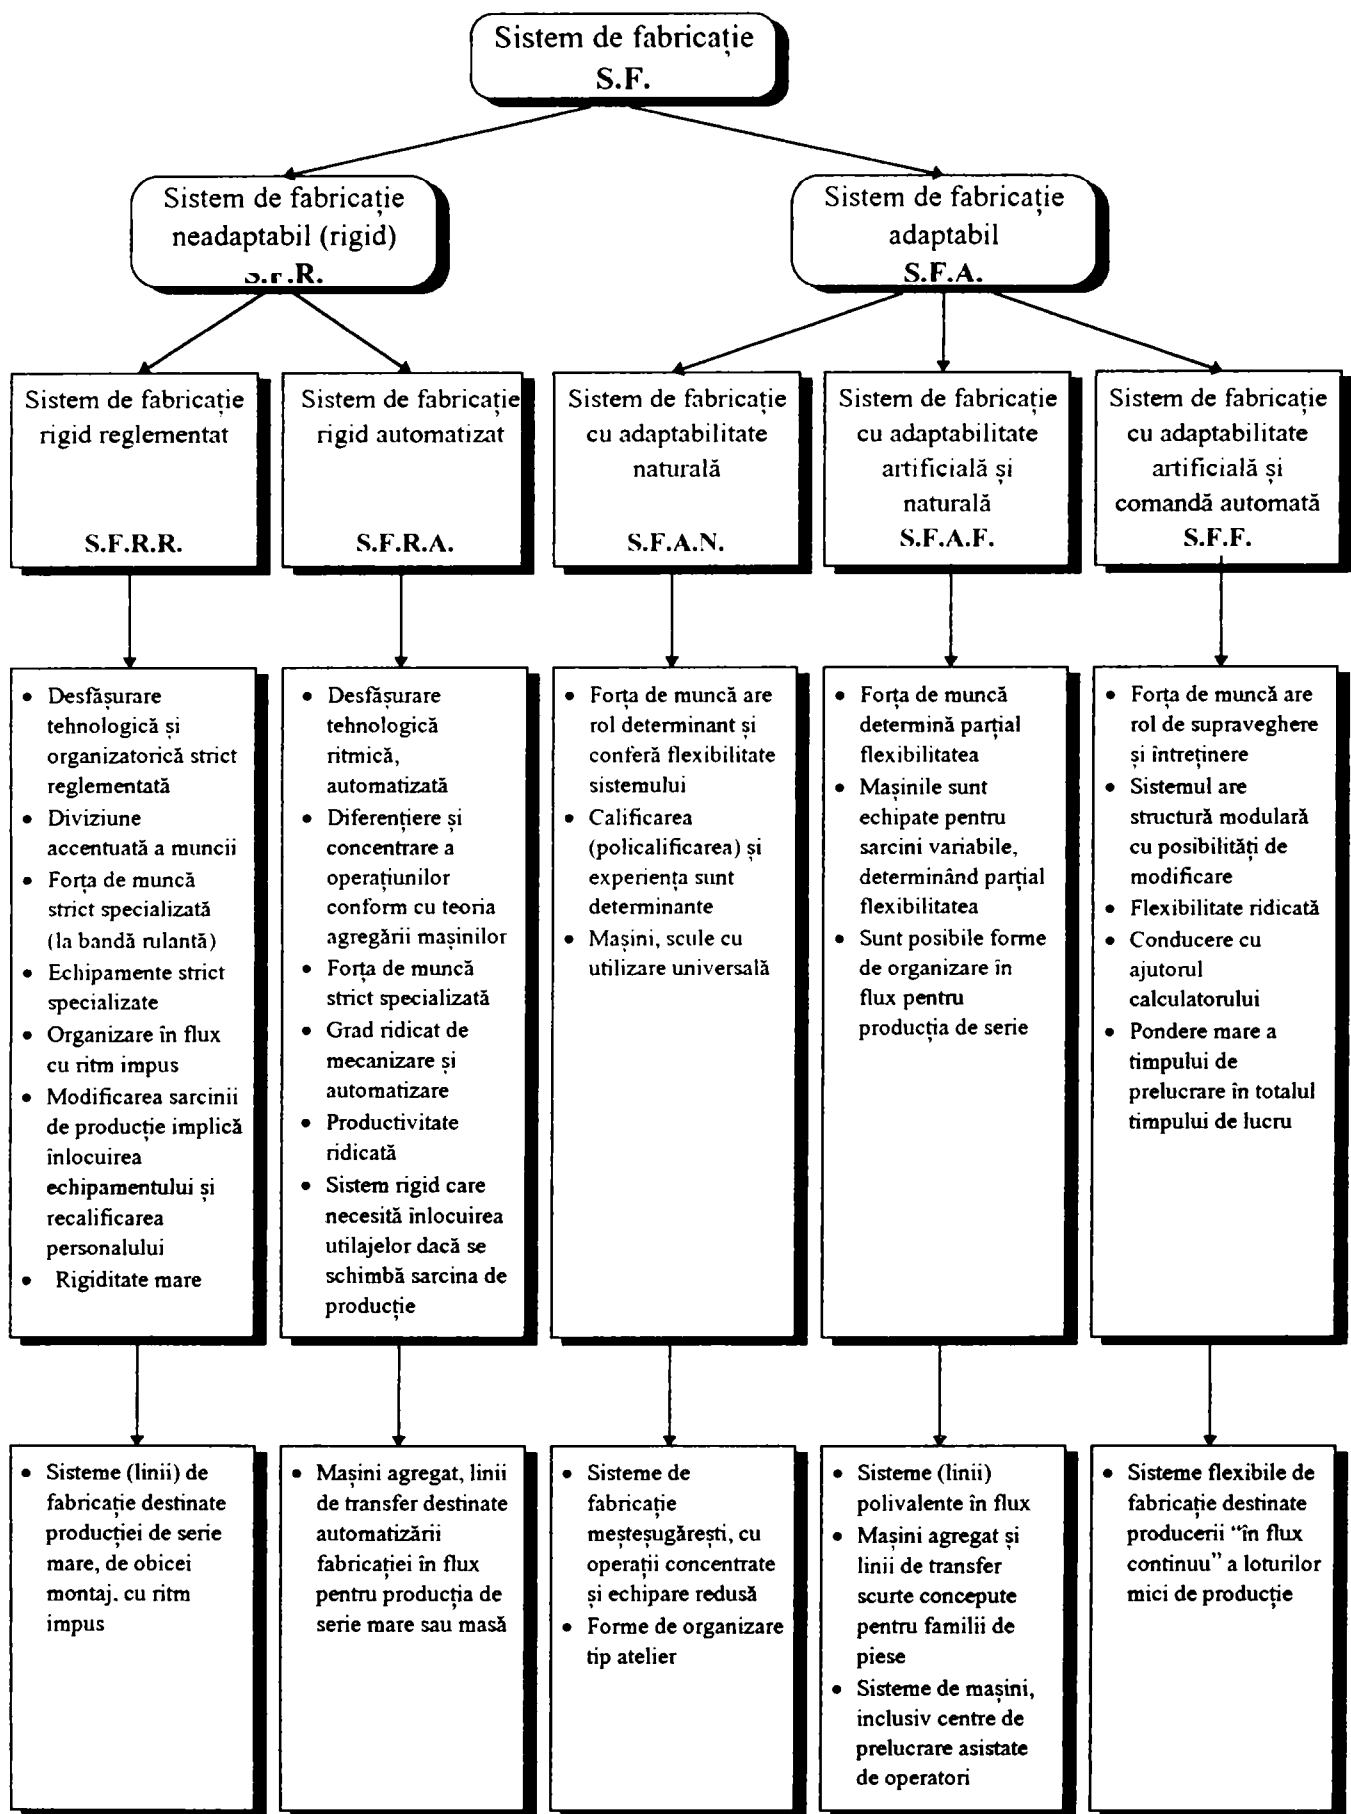 Sistem de fabricație
S.F.
Sistem de fabricație
neadaptabil (rigid)
S.F.R.
Sistem de fabricație
adaptabil
S.F.A.
Sistem de fabricație
rigid reglementat
S.F.R.R.
Sistem de fabricație
rigid automatizat
S.F.R.A.
Sistem de fabricație
cu adaptabilitate
naturală
S.F.A.N.
Sistem de fabricație
cu adaptabilitate
artificială și
naturală
S.F.A.F.
Sistem de fabricație
cu adaptabilitate
artificială și
comandă automată
S.F.F.
• Desfășurare
tehnologică și
organizatorică strict
reglementată
• Diviziune
accentuată a muncii
• Forța de muncă
strict specializată
(la bandă rulantă)
• Echipamente strict
specializate
• Organizare în flux
cu ritm impus
• Modificarea sarcinii
de producție implică
înlocuirea
echipamentului și
recalificarea
personalului
• Rigiditate mare
• Desfășurare
tehnologică
ritmică,
automatizată
• Diferențiere și
concentrare a
operațiunilor
conform cu teoria
agregării mașinilor
• Forța de muncă
strict specializată
• Grad ridicat de
mecanizare și
automatizare
• Productivitate
ridicată
• Sistem rigid care
necesită înlocuirea
utilajelor dacă se
schimbă sarcina de
producție
• Forța de muncă are
rol determinant și
conferă flexibilitate
sistemului
• Calificarea
(policalificarea) și
experiența sunt
determinante
• Mașini, scule cu
utilizare universală
• Forța de muncă
determină parțial
flexibilitatea
• Mașinile sunt
echipate pentru
sarcini variabile,
determinând parțial
flexibilitatea
• Sunt posibile forme
de organizare în
flux pentru
producția de serie
• Forța de muncă are
rol de supraveghere
și întreținere
• Sistemul are
structură modulară
cu posibilități de
modificare
• Flexibilitate ridicată
• Conducere cu
ajutorul
calculatorului
• Pondere mare a
timpului de
prelucrare în totalul
timpului de lucru
• Sisteme (linii) de
fabricație destinate
producției de serie
mare, de obicei
montaj. cu ritm
impus
• Mașini agregat, linii
de transfer destinate
automatizării
fabricației în flux
pentru producția de
serie mare sau masă
• Sisteme de
fabricație
meșteșugărești, cu
operații concentrate
și echipare redusă
• Forme de organizare
tip atelier
• Sisteme (linii)
polivalente în flux
• Mașini agregat și
linii de transfer
scurte concepute
pentru familii de
piese
• Sisteme de mașini,
inclusiv centre de
prelucrare asistate
de operatori
• Sisteme flexibile de
fabricație destinate
producerii “în flux
continuu” a loturilor
mici de producție